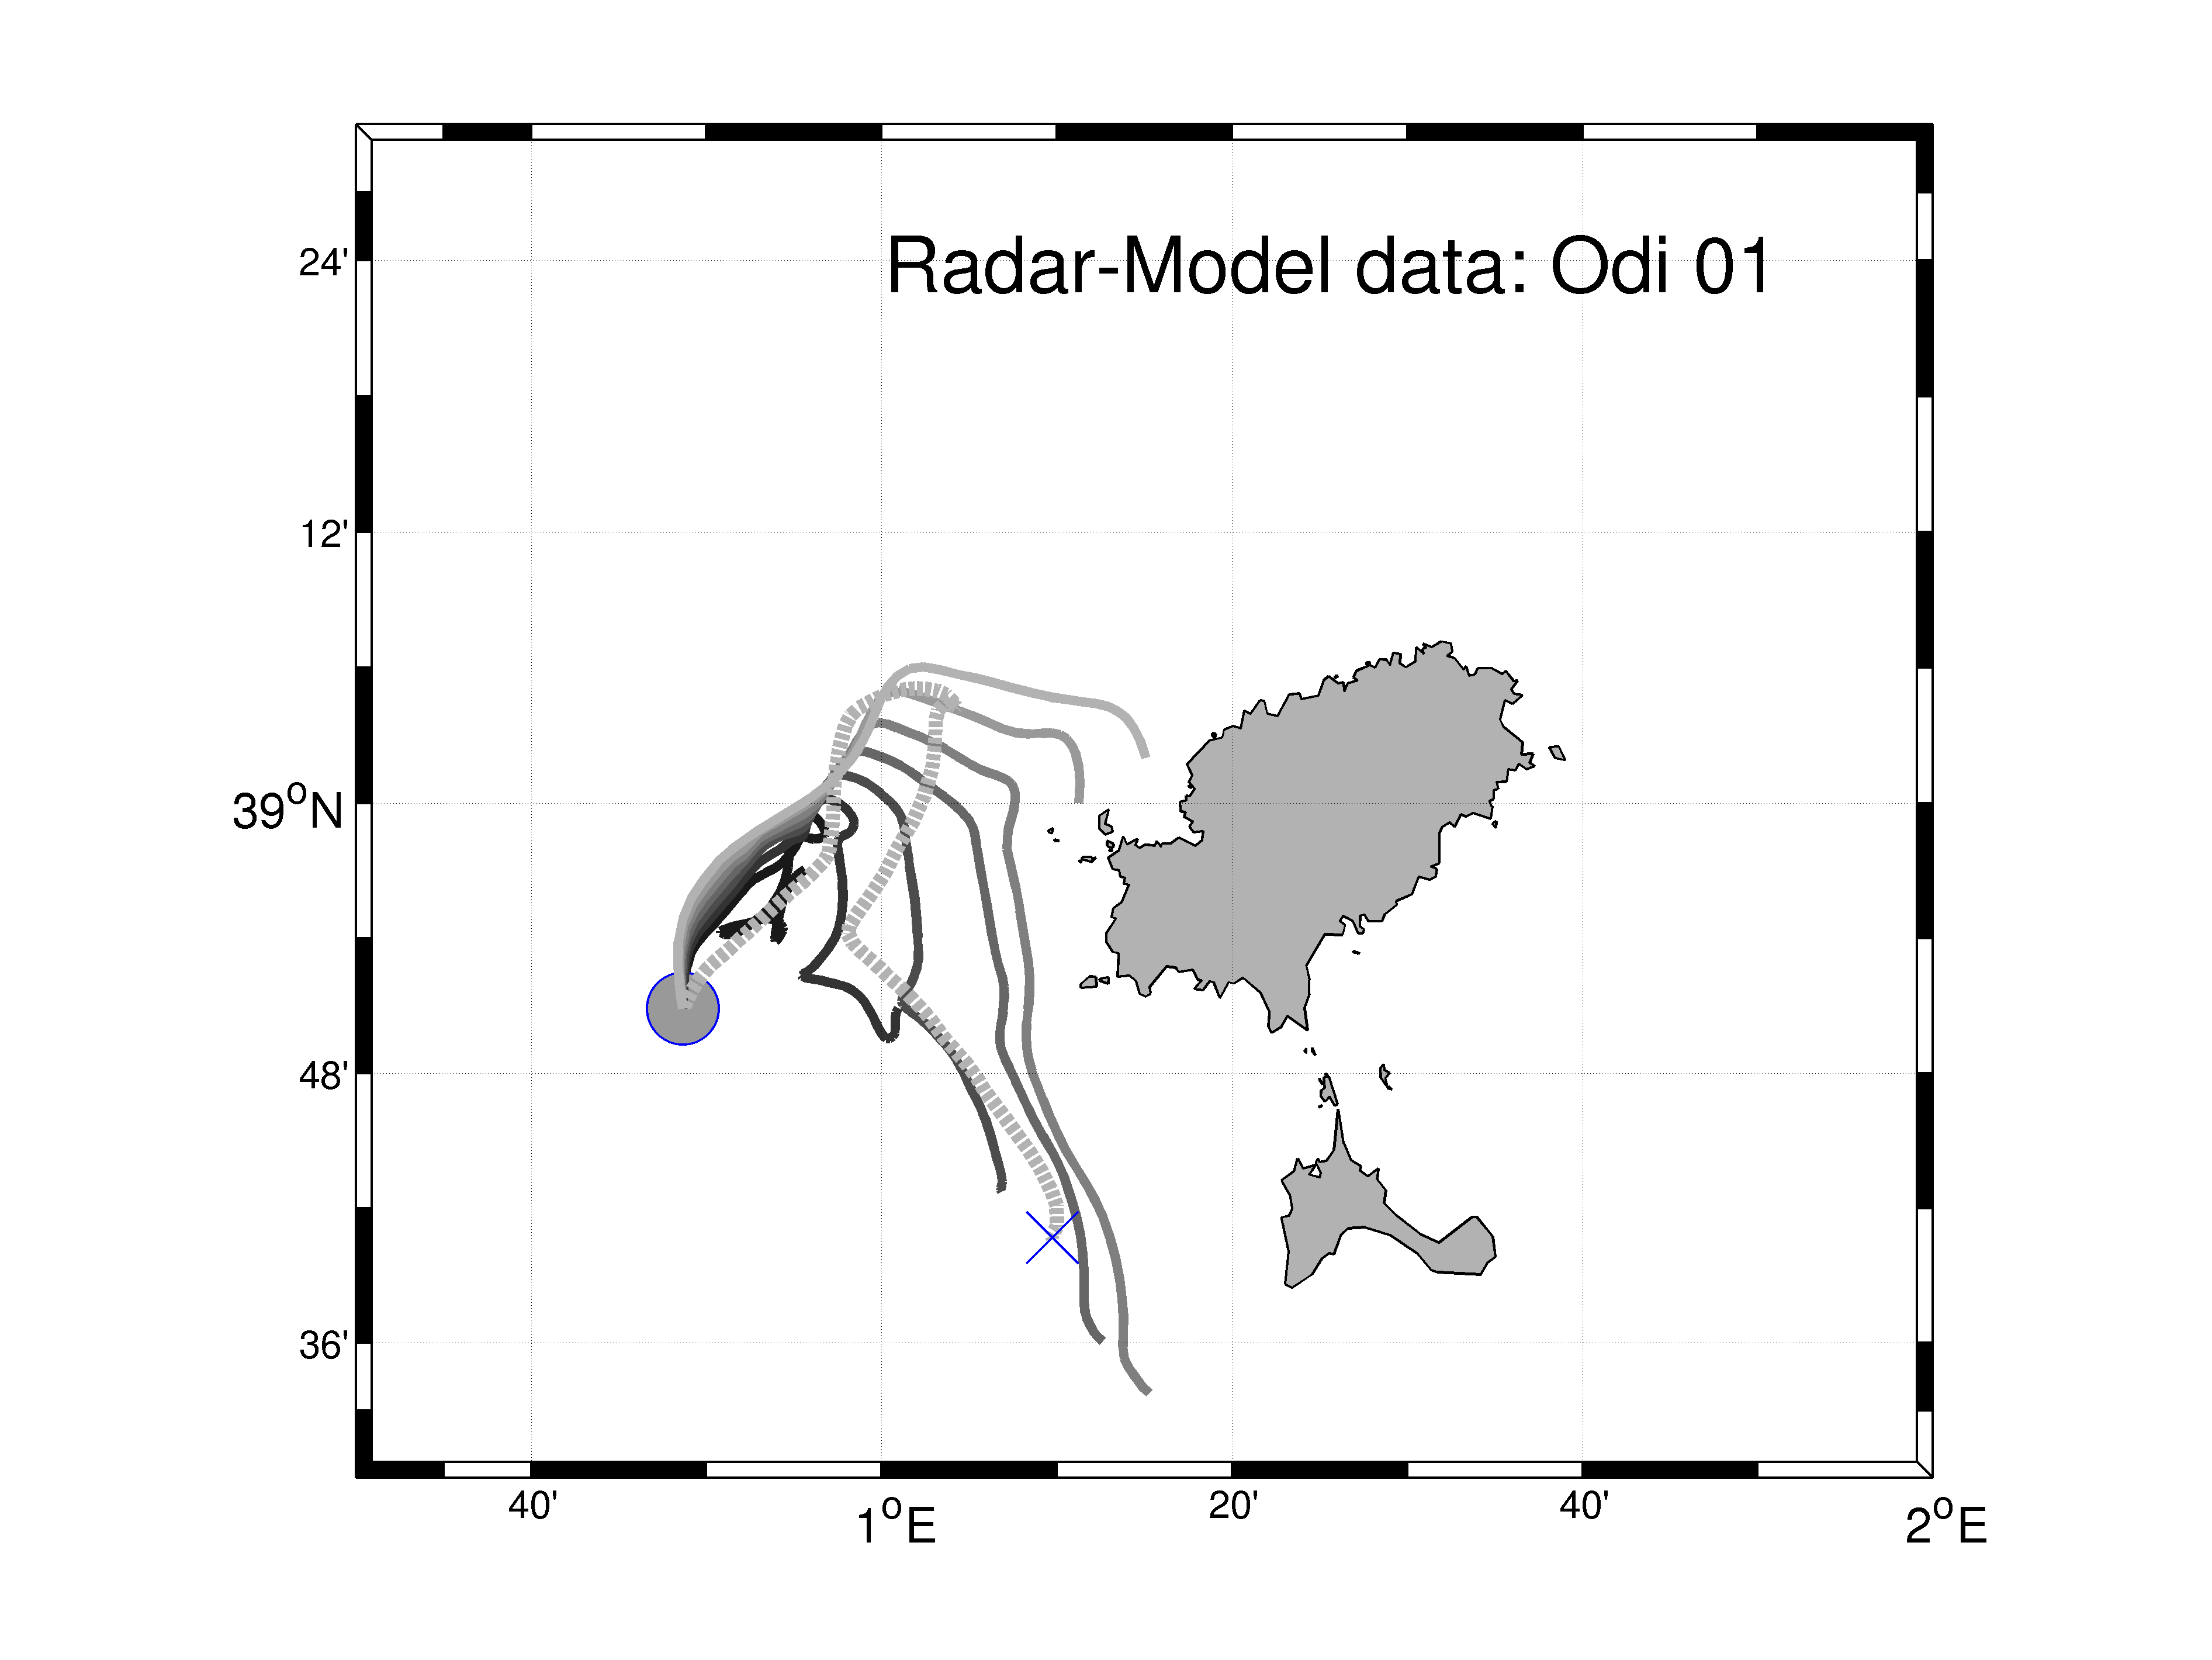 Radar-Model data: Odi 01
24'
12'
39°N
48'
36'
40'
1°E
20'
40'
2°E